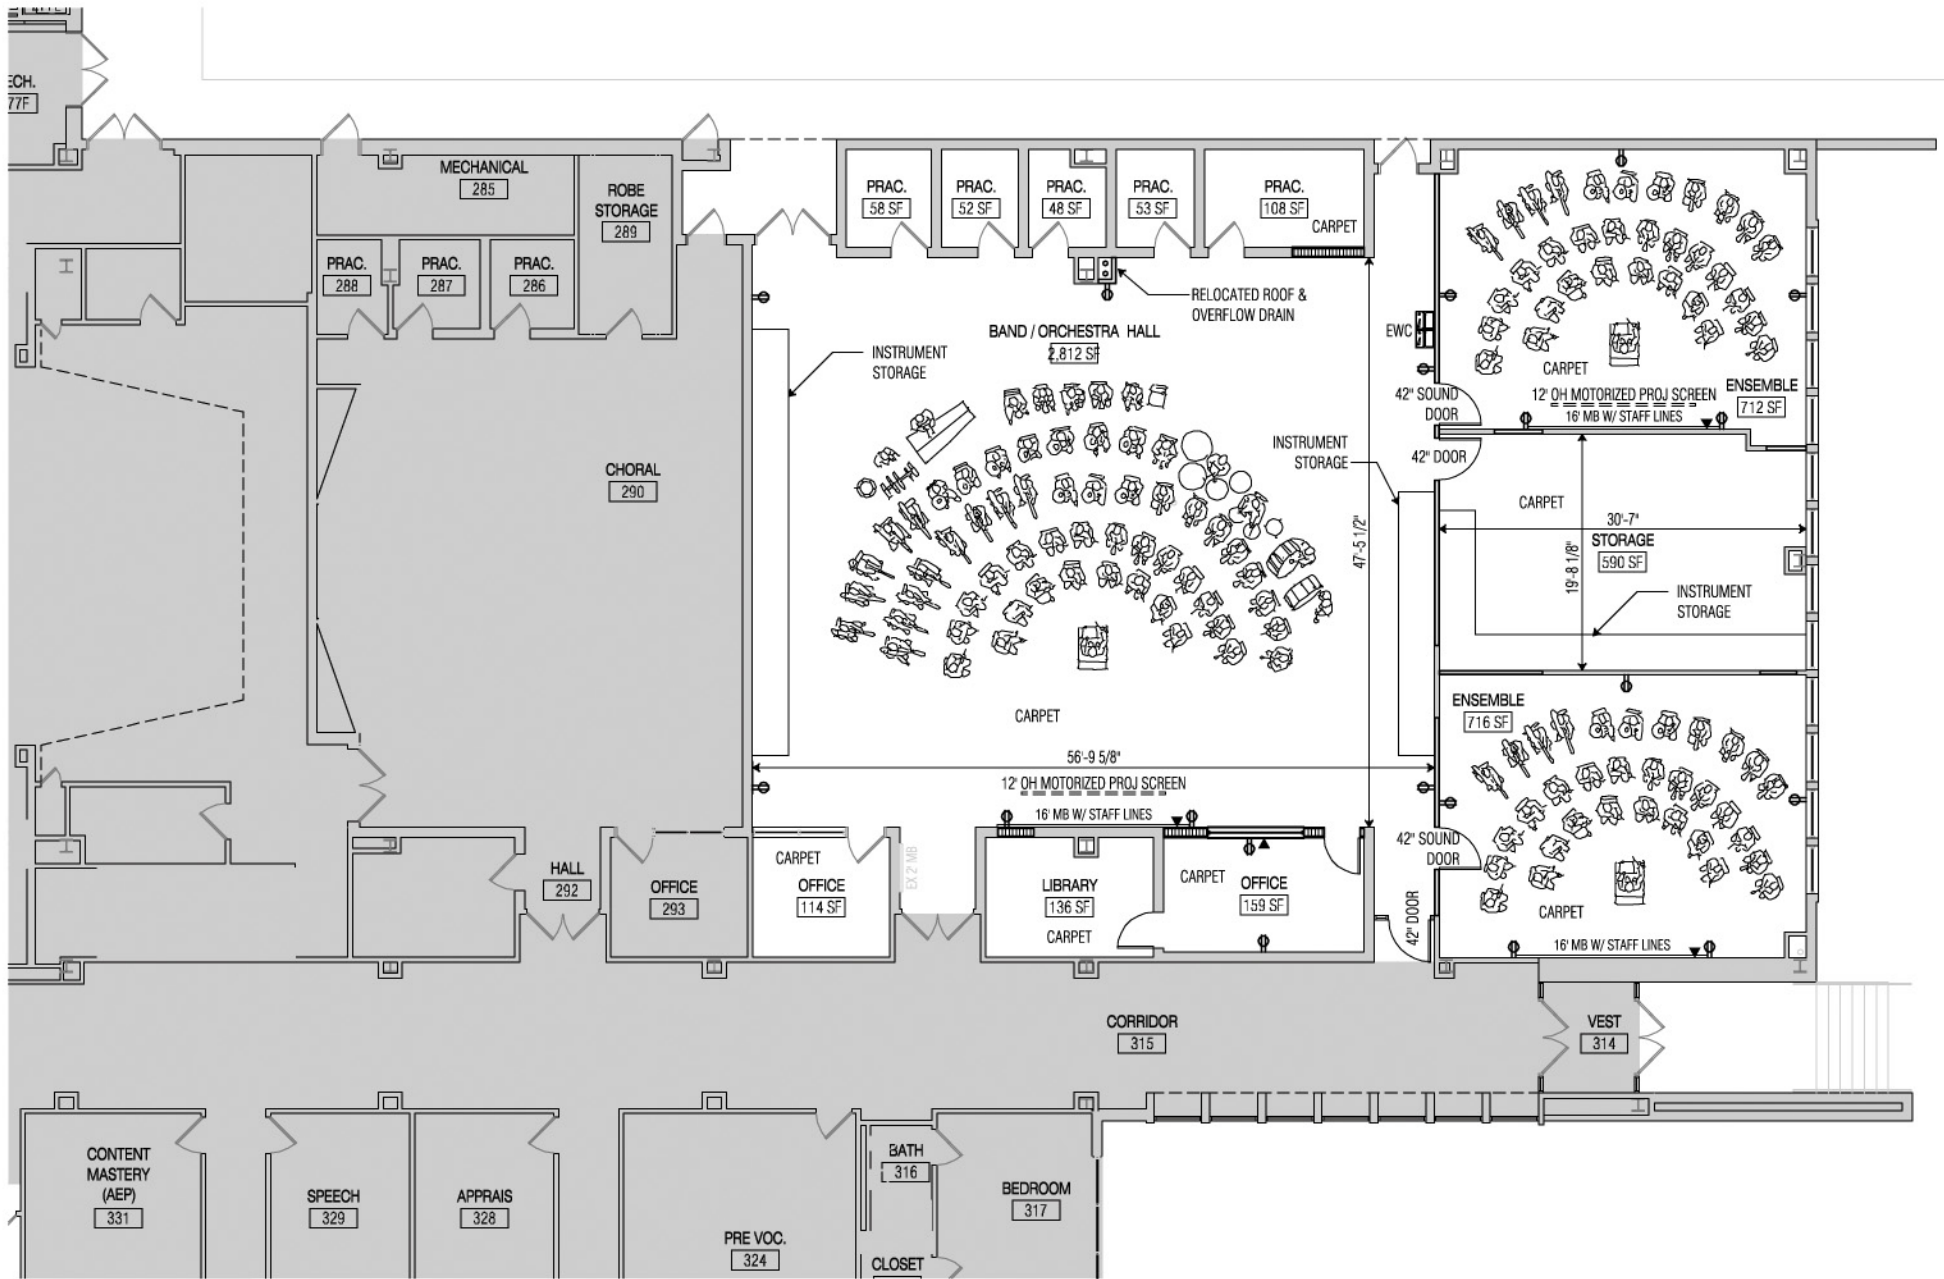 ECH.
77F
MECHANICAL
285
ROBE
STORAGE
289
PRAC.
288
PRAC.
287
PRAC.
286
PRAC.
58 SF
PRAC.
52 SF
PRAC.
48 SF
PRAC.
53 SF
PRAC.
108 SF
CARPET
RELOCATED ROOF &
OVERFLOW DRAIN
BAND / ORCHESTRA HALL
2,812 SF
INSTRUMENT
STORAGE
EWC
CARPET
42" SOUND
DOOR
12' OH MOTORIZED PROJ SCREEN
16' MB W/ STAFF LINES
ENSEMBLE
712 SF
CHORAL
290
INSTRUMENT
STORAGE
42" DOOR
CARPET
30'-7"
STORAGE
590 SF
19'-8 1/8"
47'-5 1/2"
INSTRUMENT
STORAGE
CARPET
ENSEMBLE
716 SF
56'-9 5/8"
12' OH MOTORIZED PROJ SCREEN
16' MB W/ STAFF LINES
42" SOUND
DOOR
HALL
292
OFFICE
293
CARPET
OFFICE
114 SF
EX 2' MB
LIBRARY
136 SF
CARPET
CARPET
OFFICE
159 SF
42" DOOR
CARPET
16' MB W/ STAFF LINES
CORRIDOR
315
VEST
314
CONTENT
MASTERY
(AEP)
331
SPEECH
329
APPRAIS
328
PRE VOC.
324
BATH
316
BEDROOM
317
CLOSET